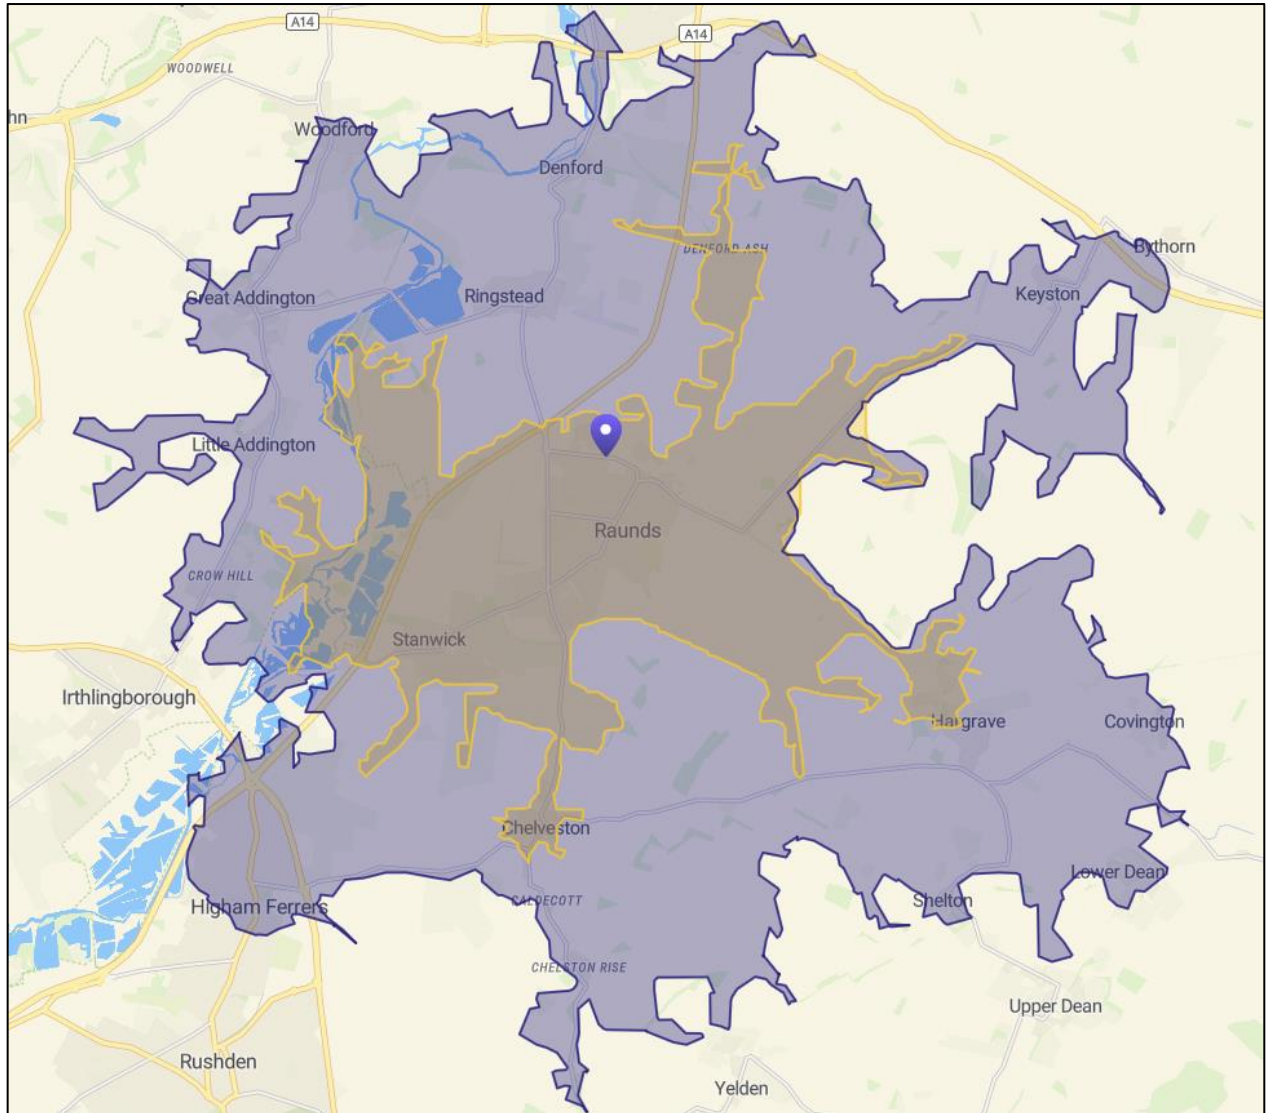 A14
A14
WOODWELL
hn
Woodford
Denford
DENFORD ASH
Bythorn
Keyston
Great Addington
Ringstead
Little Addington
Raunds
CROW HILL
Stanwick
Irthlingborough
Hargrave
Covington
Chelveston
Lower Dean
Higham Ferrers
CALDECOTT
Shelton
CHELSTON RISE
Upper Dean
Rushden
Yelden